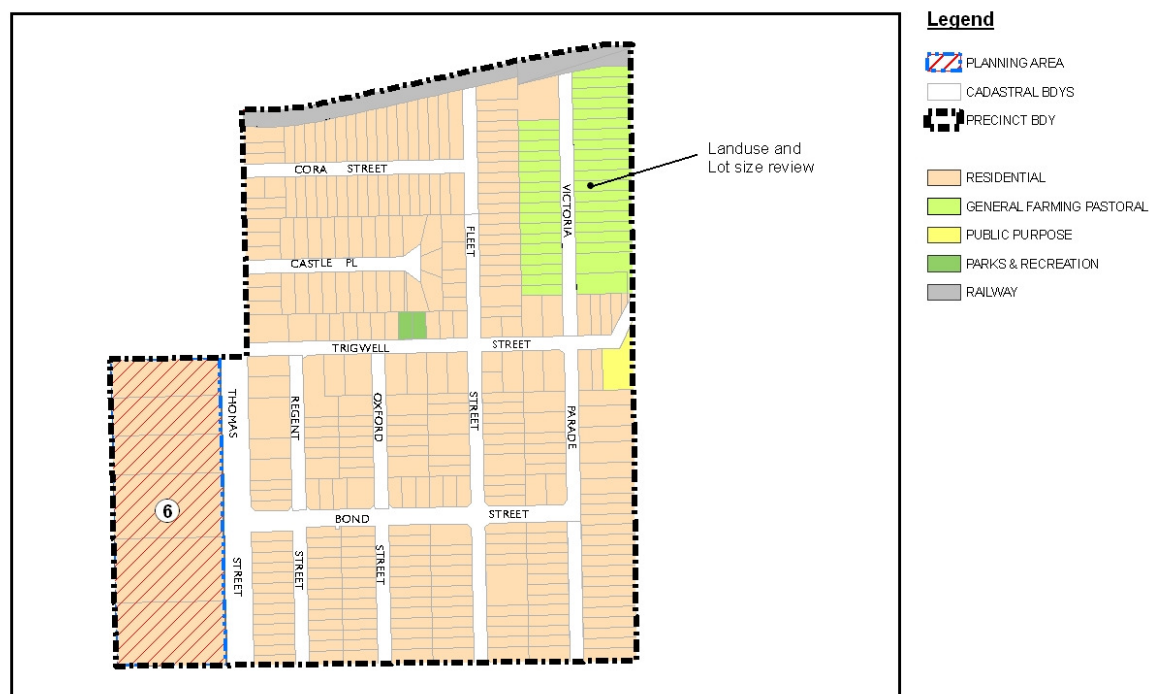 Legend
PLANNING AREA
CADASTRAL BDYS
PRECINCT BDY
RESIDENTIAL
GENERAL FARMING PASTORAL
PUBLIC PURPOSE
PARKS & RECREATION
RAILWAY
Landuse and
Lot size review
CORA STREET
VICTORIA
FLEET
CASTLE PL
TRIGWELL STREET
THOMAS
REGENT
OXFORD
STREET
PARADE
6
BOND STREET
STREET
STREET
STREET